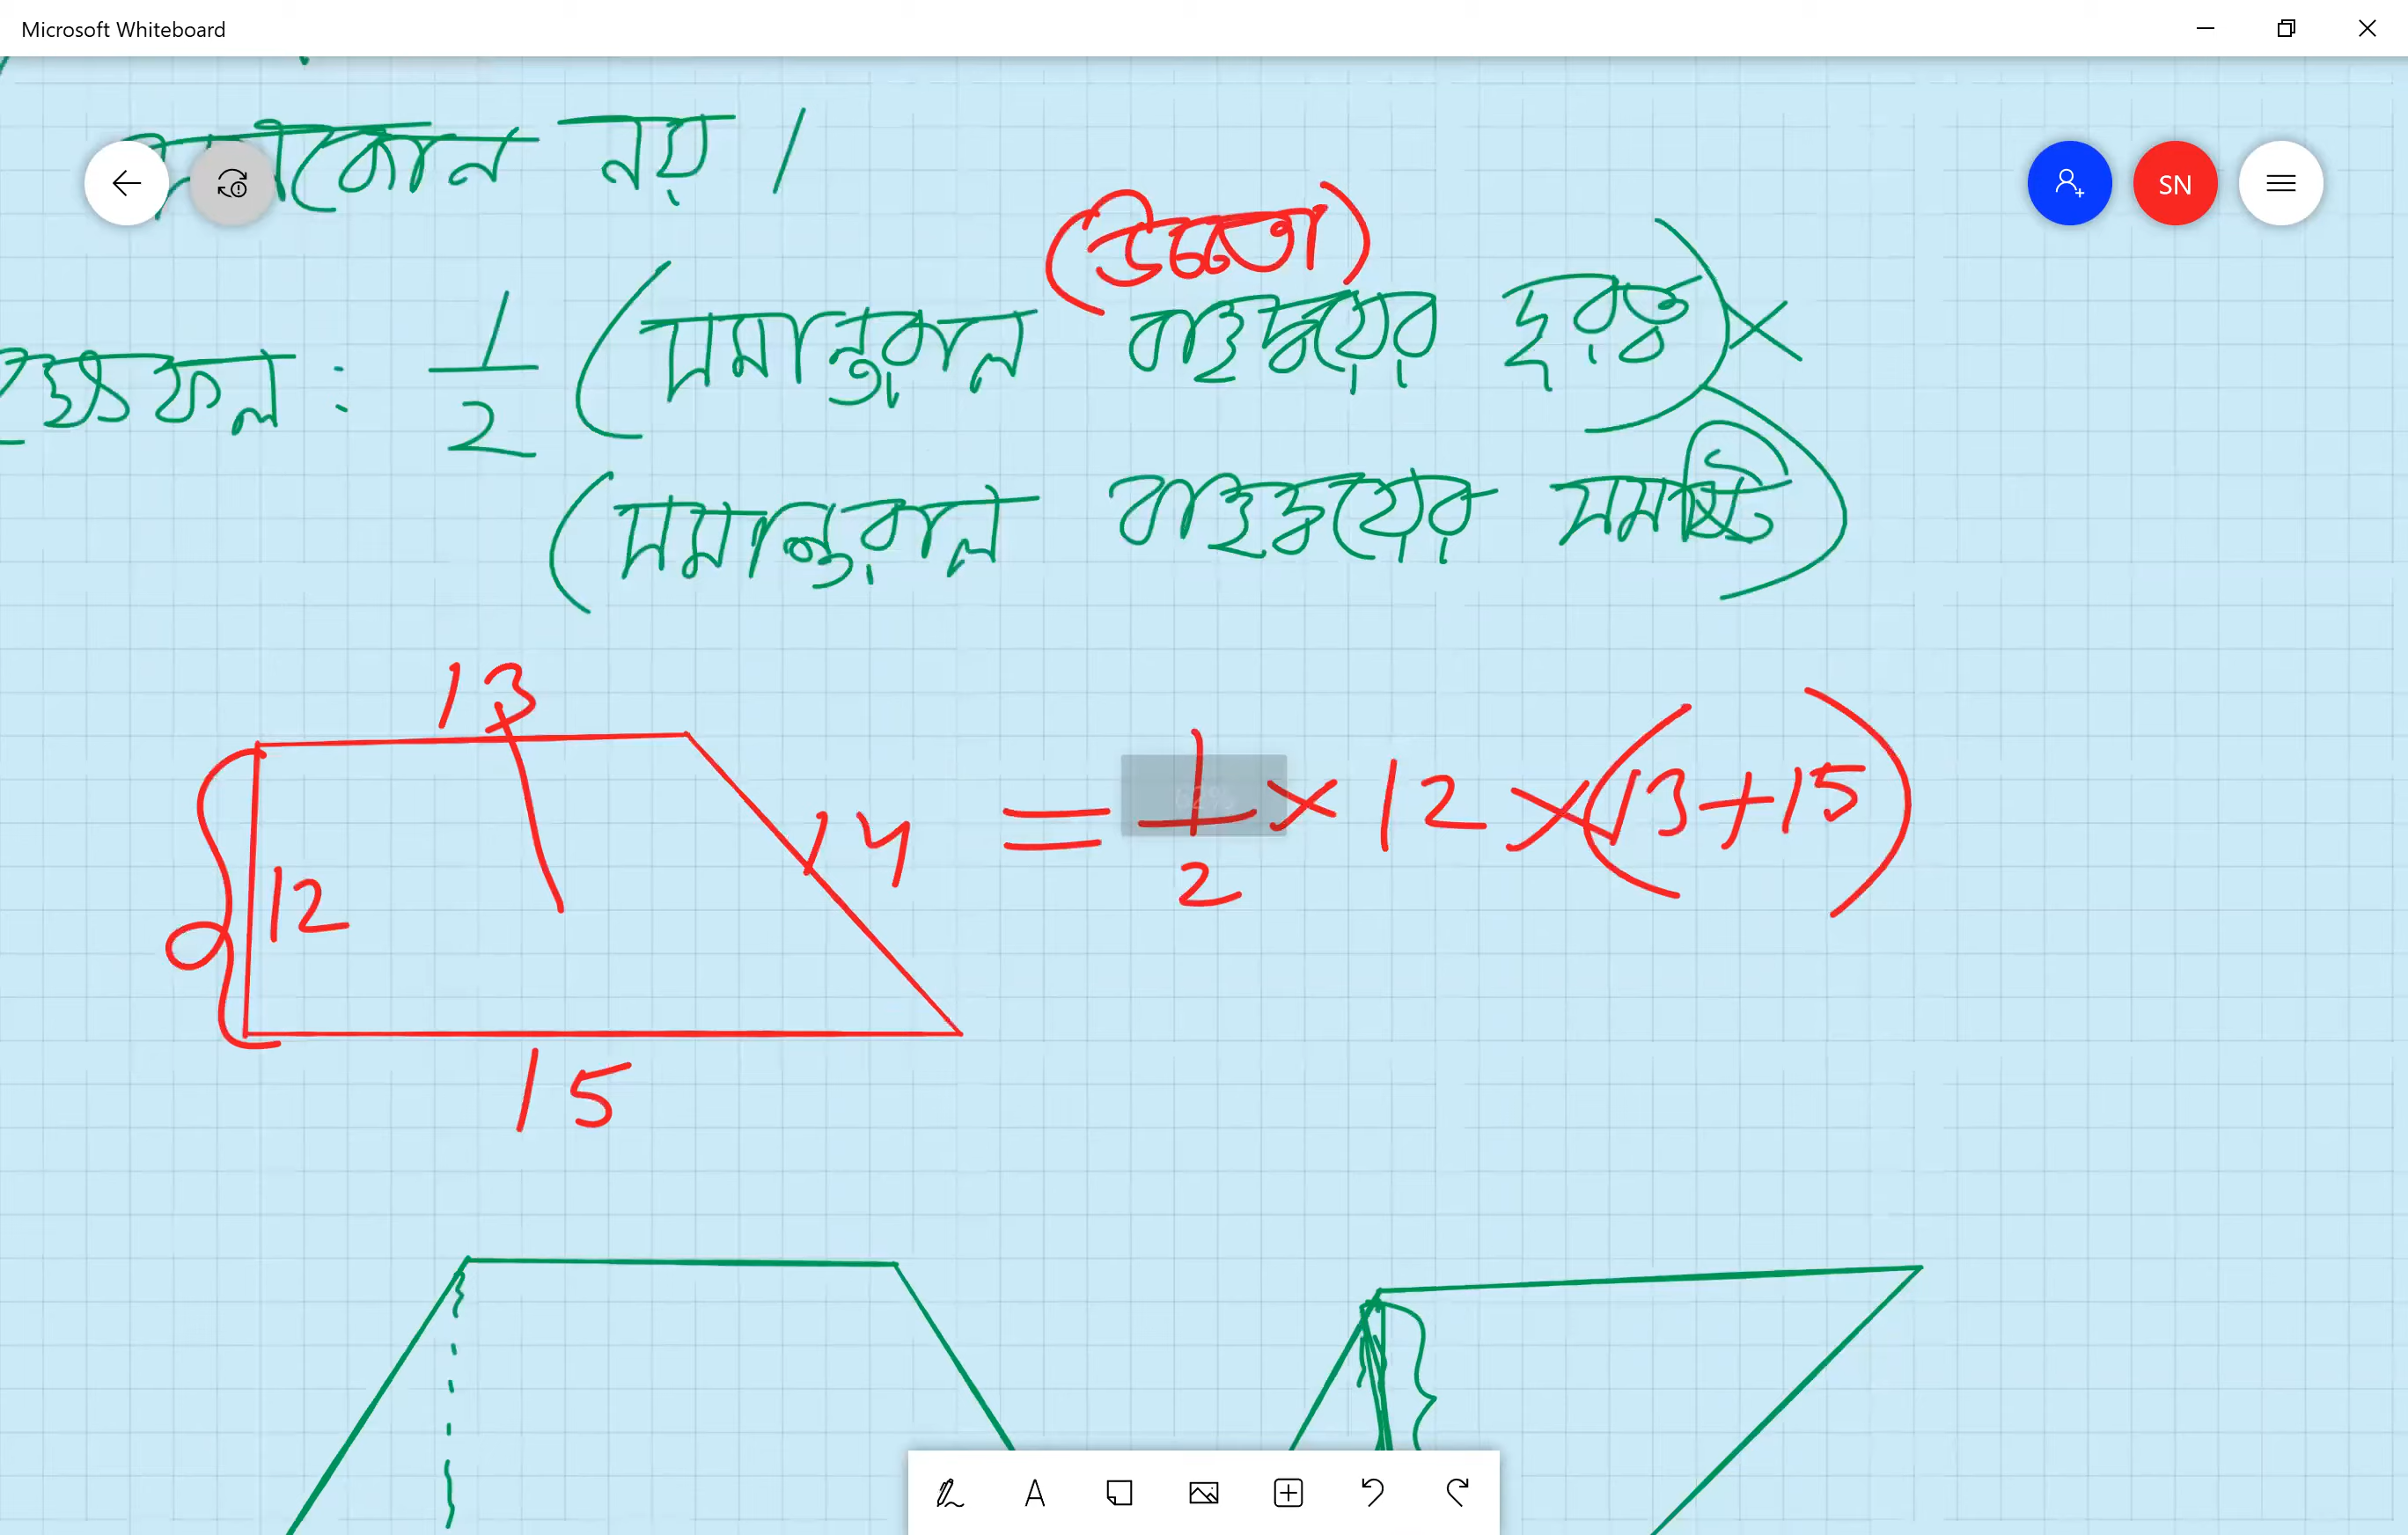 Microsoft Whiteboard
নয়।
SN
(উচ্চতা)
ক্ষেত্রফল : 1/2 (সমান্তরাল বাহুদ্বয়ের দূরত্ব) ×
(সমান্তরাল বাহুদ্বয়ের সমষ্টি)
13
12
14
= 1/2 × 12 × (13+15)
62%
15